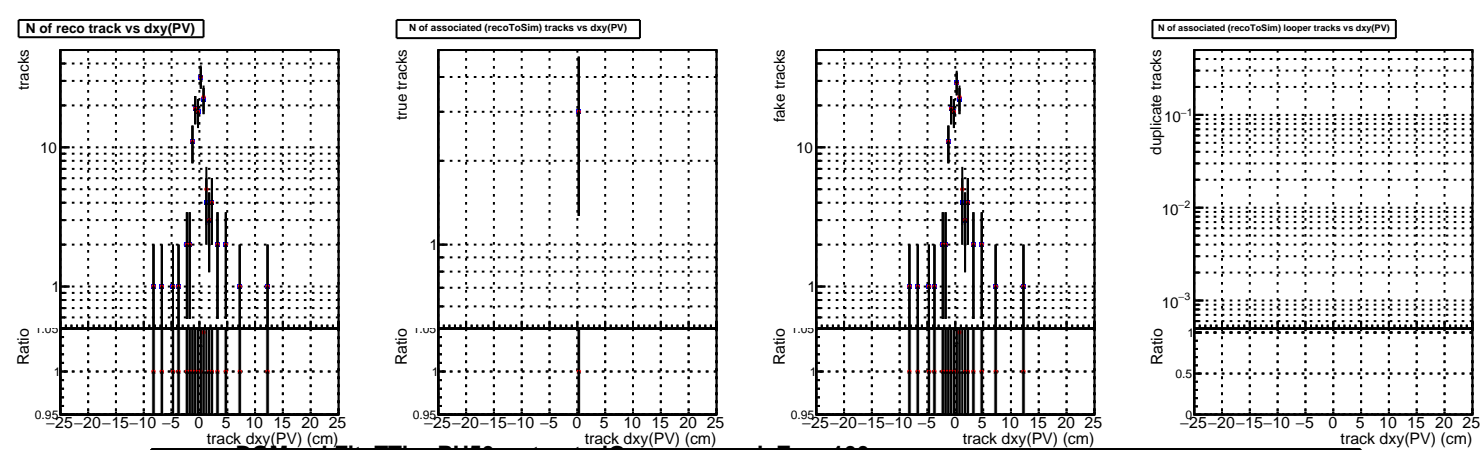 N of reco track vs dxy(PV)
tracks
10
1
Ratio
1.05
1
0.95
−25 −20 −15 −10 −5 0 5 10 15 20 25
track dxy(PV) (cm)
N of associated (recoToSim) tracks vs dxy(PV)
true tracks
1
Ratio
1.05
1
0.95
−25 −20 −15 −10 −5 0 5 10 15 20 25
track dxy(PV) (cm)
fake tracks
10
1
Ratio
1.05
1
0.95
−25 −20 −15 −10 −5 0 5 10 15 20 25
track dxy(PV) (cm)
N of associated (recoToSim) looper tracks vs dxy(PV)
duplicate tracks
10−1
10−2
10−3
Ratio
1
0.5
0
−25 −20 −15 −10 −5 0 5 10 15 20 25
track dxy(PV) (cm)